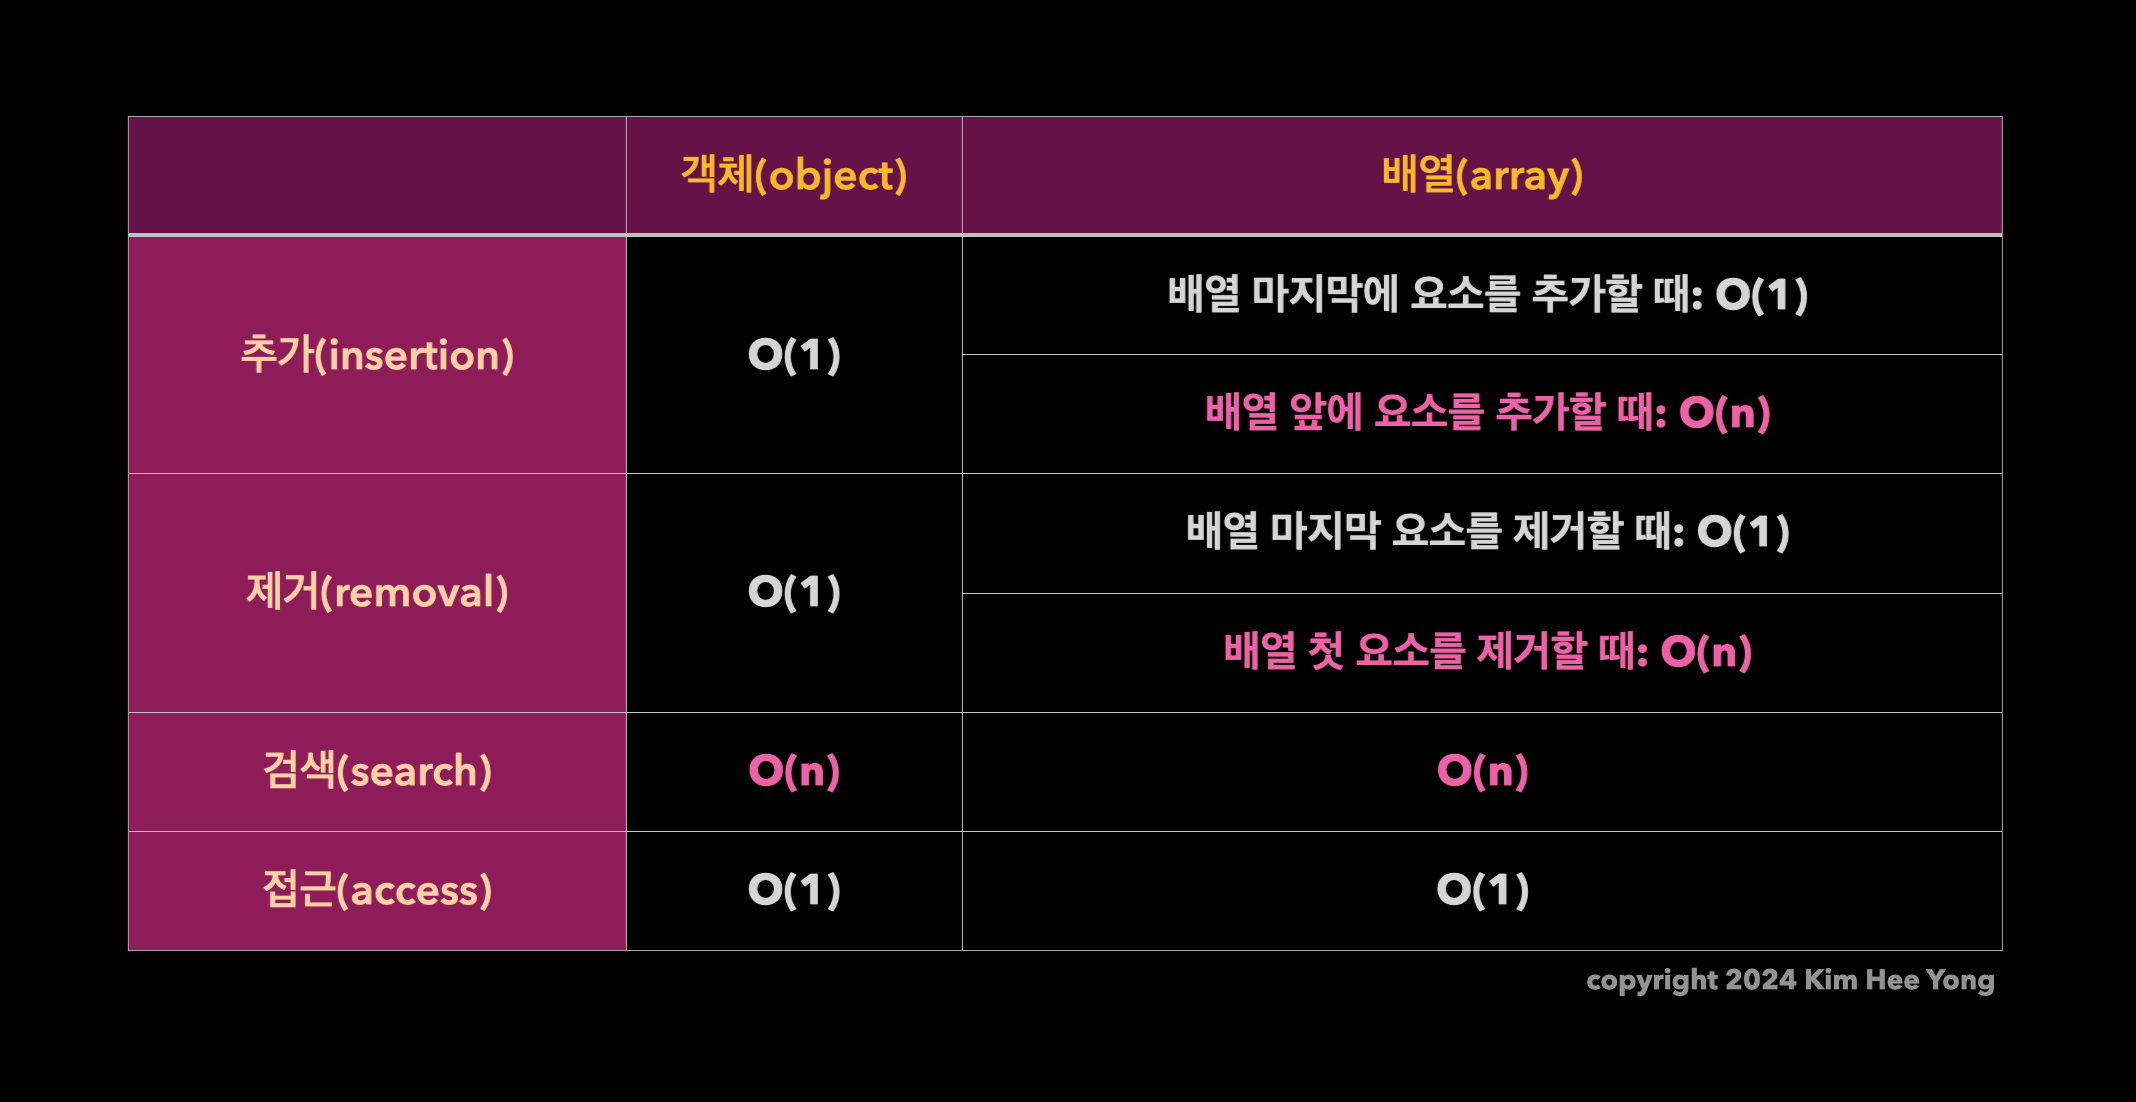 객체(object)
배열(array)
추가(insertion)
O(1)
배열 마지막에 요소를 추가할 때: O(1)
배열 앞에 요소를 추가할 때: O(n)
제거(removal)
O(1)
배열 마지막 요소를 제거할 때: O(1)
배열 첫 요소를 제거할 때: O(n)
검색(search)
O(n)
O(n)
접근(access)
O(1)
O(1)
copyright 2024 Kim Hee Yong